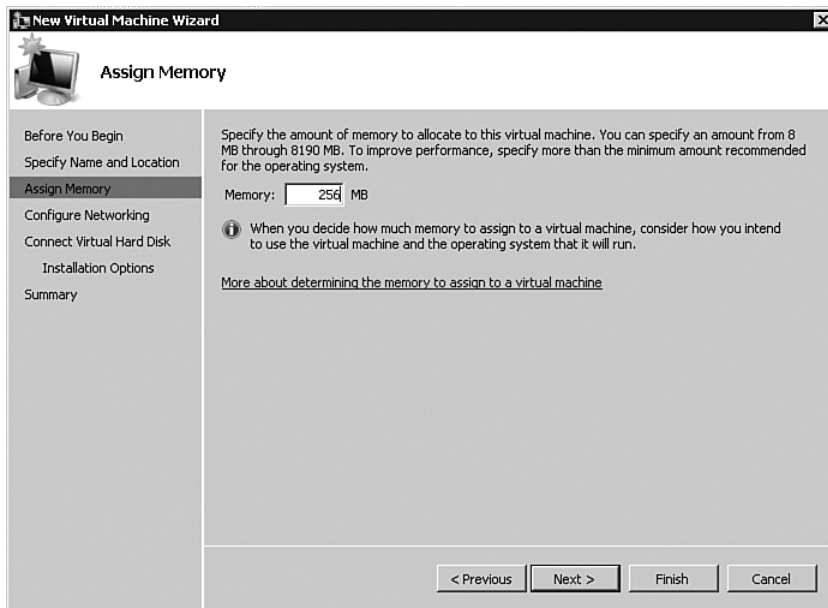 New Virtual Machine Wizard
Assign Memory
Before You Begin
Specify Name and Location
Assign Memory
Configure Networking
Connect Virtual Hard Disk
Installation Options
Summary
Specify the amount of memory to allocate to this virtual machine. You can specify an amount from 8
MB through 8190 MB. To improve performance, specify more than the minimum amount recommended
for the operating system.
Memory: 256 MB
When you decide how much memory to assign to a virtual machine, consider how you intend
to use the virtual machine and the operating system that it will run.
More about determining the memory to assign to a virtual machine
< Previous Next > Finish Cancel